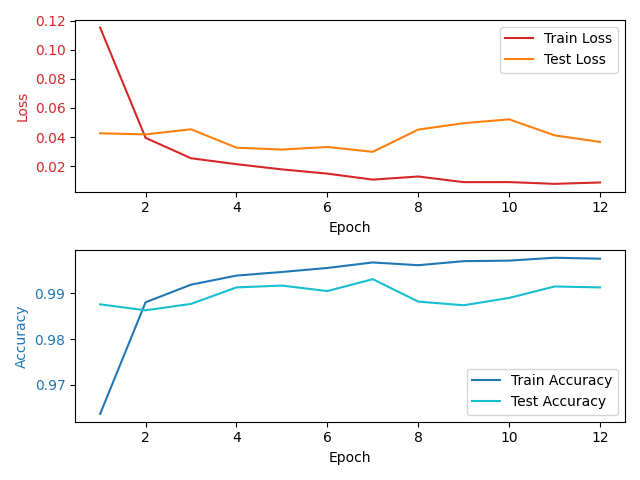 0.12
0.10
0.08
0.06
0.04
0.02
Loss
Train Loss
Test Loss
2 4 6 8 10 12
Epoch
0.99
0.98
0.97
Accuracy
Train Accuracy
Test Accuracy
2 4 6 8 10 12
Epoch